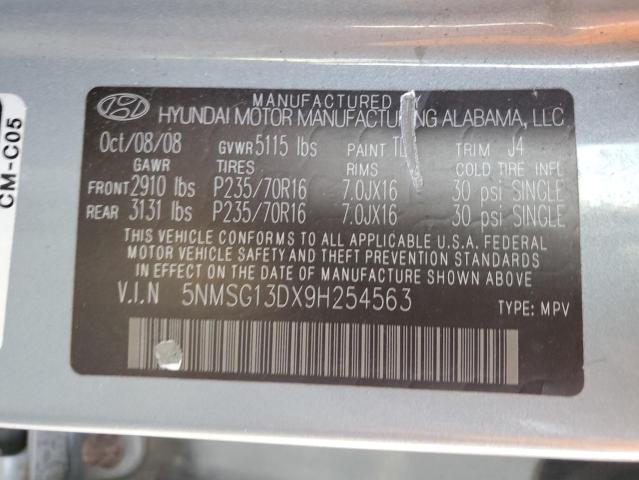 MANUFACTURED
HYUNDAI MOTOR MANUFACTURING ALABAMA, LLC
Oct/08/08 GVWR 5115 lbs PAINT TRIM J4
GAWR TIRES RIMS COLD TIRE INFL
FRONT 2910 lbs P235/70R16 7.0JX16 30 psi SINGLE
REAR 3131 lbs P235/70R16 7.0JX16 30 psi SINGLE
THIS VEHICLE CONFORMS TO ALL APPLICABLE U.S.A. FEDERAL
MOTOR VEHICLE SAFETY AND THEFT PREVENTION STANDARDS
IN EFFECT ON THE DATE OF MANUFACTURE SHOWN ABOVE.
V.I.N 5NMSG13DX9H254563 TYPE: MPV
CM-C05